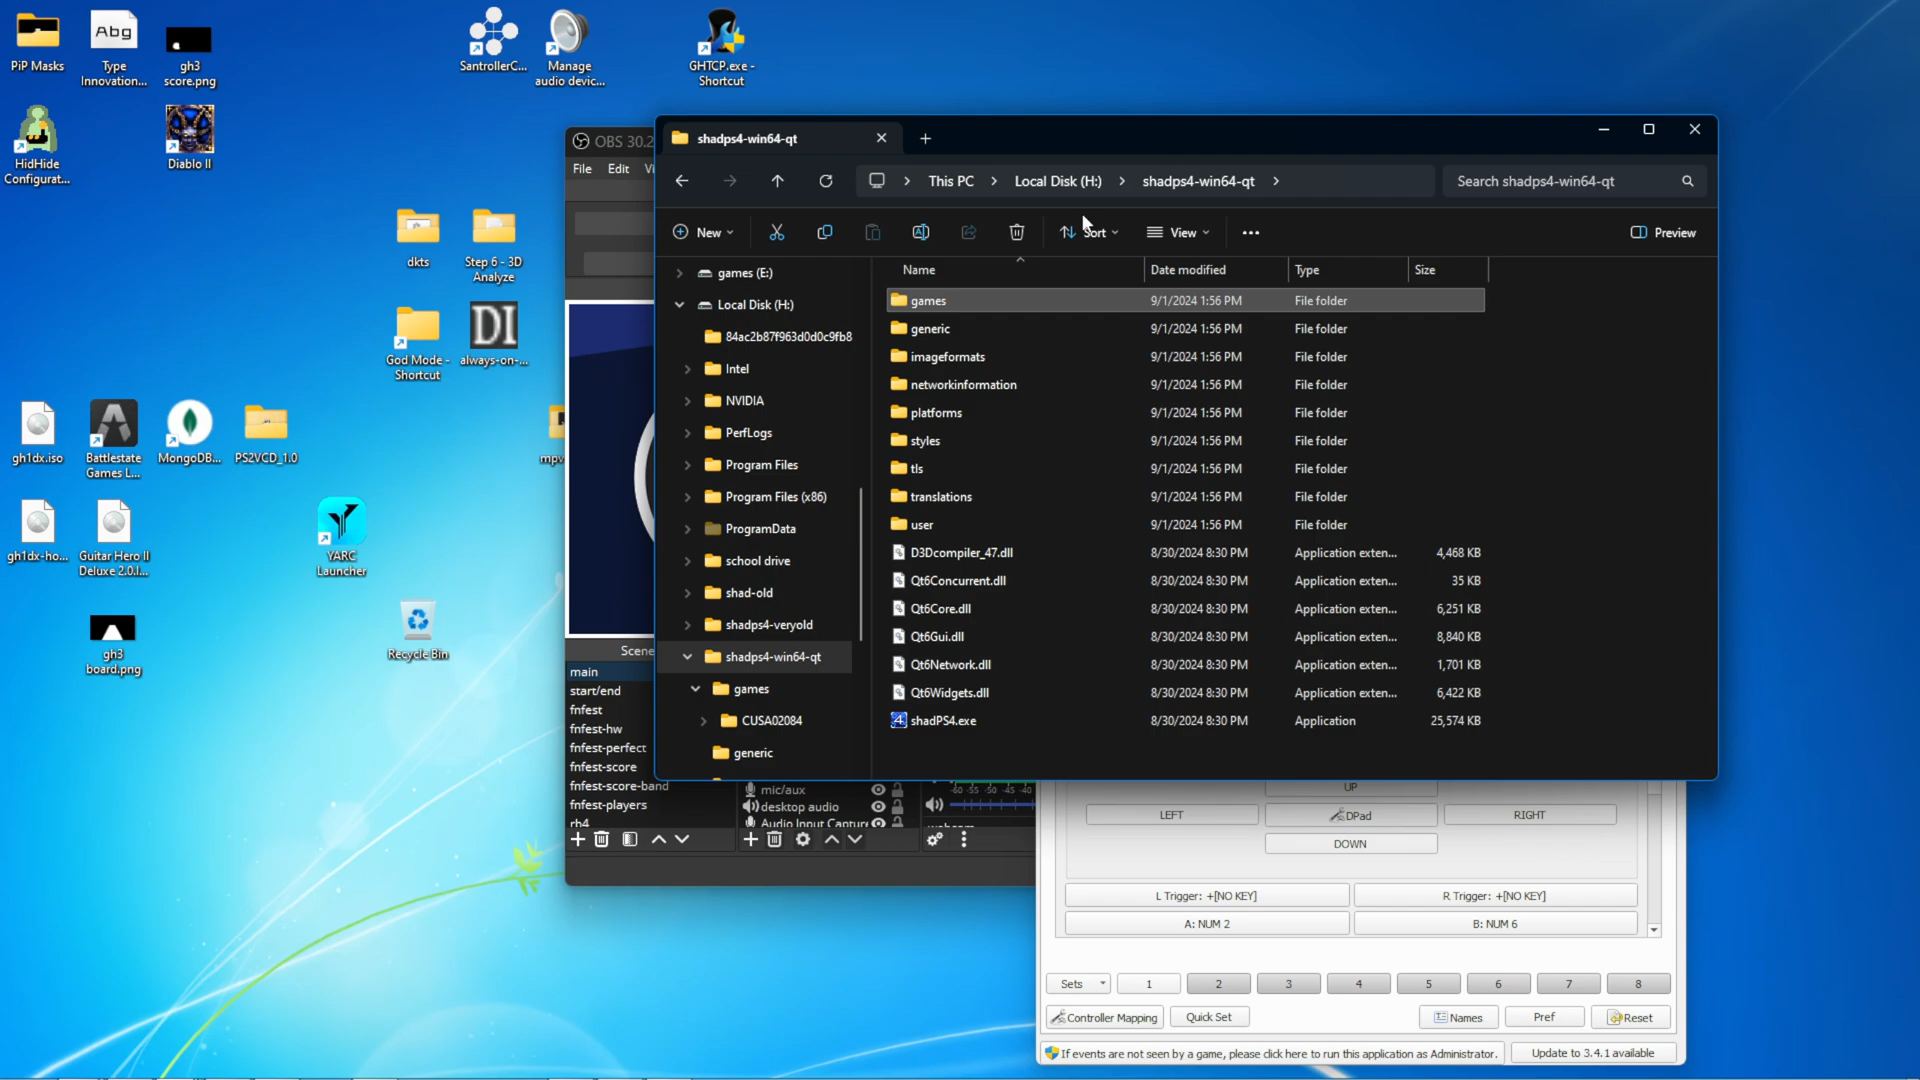 PiP Masks
Abg
Type
Innovation...
gh3
score.png
SantrollerC...
Manage
audio devic...
GHTCP.exe -
Shortcut
HidHide
Configurat...
Diablo II
dkts
Step 6 - 3D
Analyze
God Mode -
Shortcut
DI
always-on-...
gh1dx.iso
Battlestate
Games L...
MongoDB...
PS2VCD_1.0
gh1dx-ho...
Guitar Hero II
Deluxe 2.0.I...
YARC
Launcher
gh3
board.png
Recycle Bin
OBS 30.2
File Edit
shadps4-win64-qt
This PC > Local Disk (H:) > shadps4-win64-qt >
Search shadps4-win64-qt
New
Sort
View
Preview
games (E:)
Local Disk (H:)
84ac2b87f963d0d0c9fb8
Intel
NVIDIA
PerfLogs
Program Files
Program Files (x86)
ProgramData
school drive
shad-old
shadps4-veryold
shadps4-win64-qt
games
CUSA02084
generic
Name Date modified Type Size
games 9/1/2024 1:56 PM File folder
generic 9/1/2024 1:56 PM File folder
imageformats 9/1/2024 1:56 PM File folder
networkinformation 9/1/2024 1:56 PM File folder
platforms 9/1/2024 1:56 PM File folder
styles 9/1/2024 1:56 PM File folder
tls 9/1/2024 1:56 PM File folder
translations 9/1/2024 1:56 PM File folder
user 9/1/2024 1:56 PM File folder
D3Dcompiler_47.dll 8/30/2024 8:30 PM Application exten... 4,468 KB
Qt6Concurrent.dll 8/30/2024 8:30 PM Application exten... 35 KB
Qt6Core.dll 8/30/2024 8:30 PM Application exten... 6,251 KB
Qt6Gui.dll 8/30/2024 8:30 PM Application exten... 8,840 KB
Qt6Network.dll 8/30/2024 8:30 PM Application exten... 1,701 KB
Qt6Widgets.dll 8/30/2024 8:30 PM Application exten... 6,422 KB
shadPS4.exe 8/30/2024 8:30 PM Application 25,574 KB
Scene
main
start/end
fnfest
fnfest-hw
fnfest-perfect
fnfest-score
fnfest-score-band
fnfest-players
rb4
mic/aux
desktop audio
Audio Input Capture
-60 -55 -50 -45 -40
UP
LEFT DPad RIGHT
DOWN
L Trigger: +[NO KEY] R Trigger: +[NO KEY]
A: NUM 2 B: NUM 6
Sets 1 2 3 4 5 6 7 8
Controller Mapping Quick Set Names Pref Reset
If events are not seen by a game, please click here to run this application as Administrator. Update to 3.4.1 available